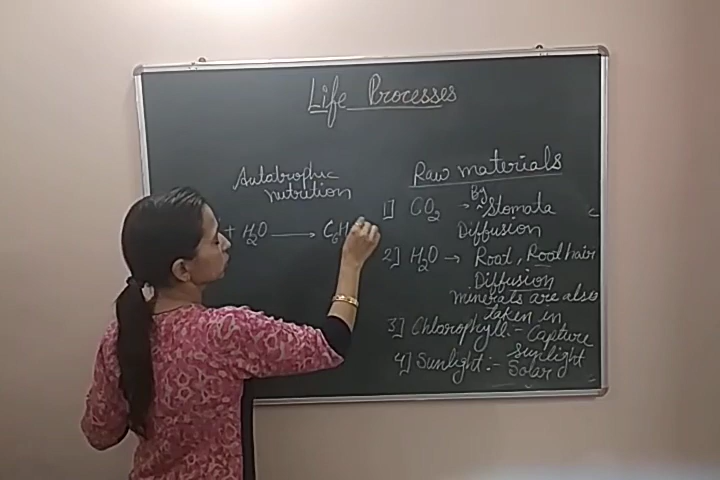 Life Processes
Autotrophic
nutrition
+ H2O → C6H
Raw materials
1] CO2 → By Stomata
Diffusion
2] H2O → Root, Root hair
Diffusion
minerals are also
taken in
3] Chlorophyll - Capture
Sunlight
4] Sunlight :- Solar